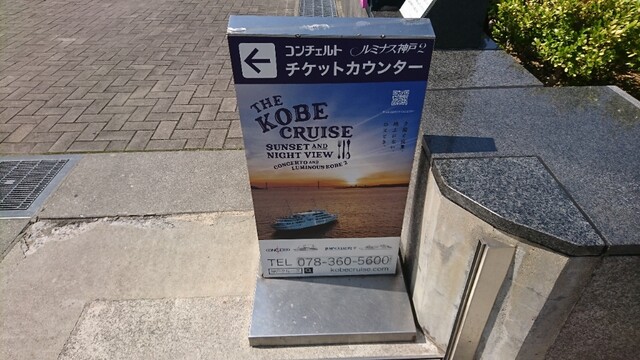 コンチェルト ルミナス神戸2
チケットカウンター
THE
KOBE
CRUISE
SUNSET AND
NIGHT VIEW
CONCERTO AND
LUMINOUS KOBE 2
TEL 078-360-5600
kobecruise.com